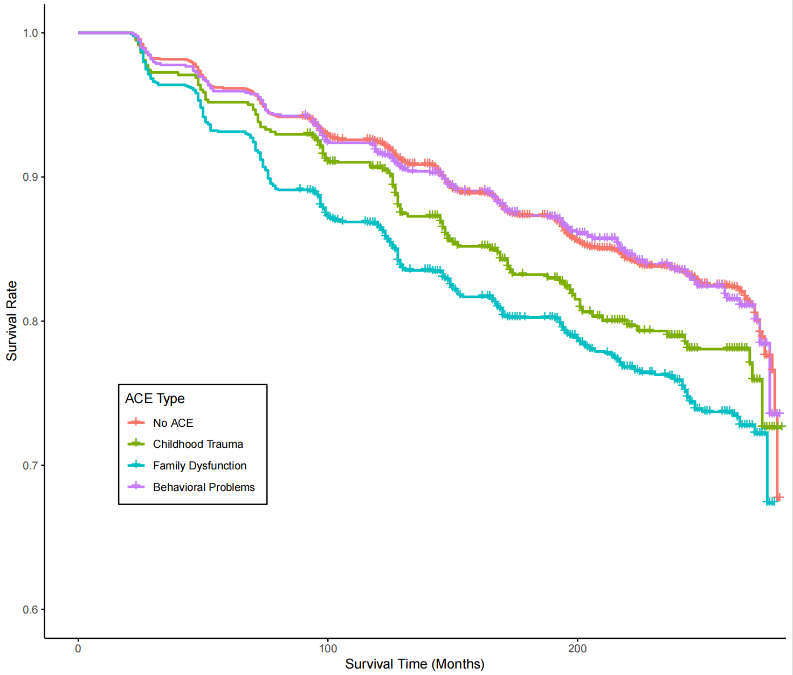 1.0
0.9
0.8
0.7
0.6
Survival Rate
ACE Type
No ACE
Childhood Trauma
Family Dysfunction
Behavioral Problems
0 100 200
Survival Time (Months)